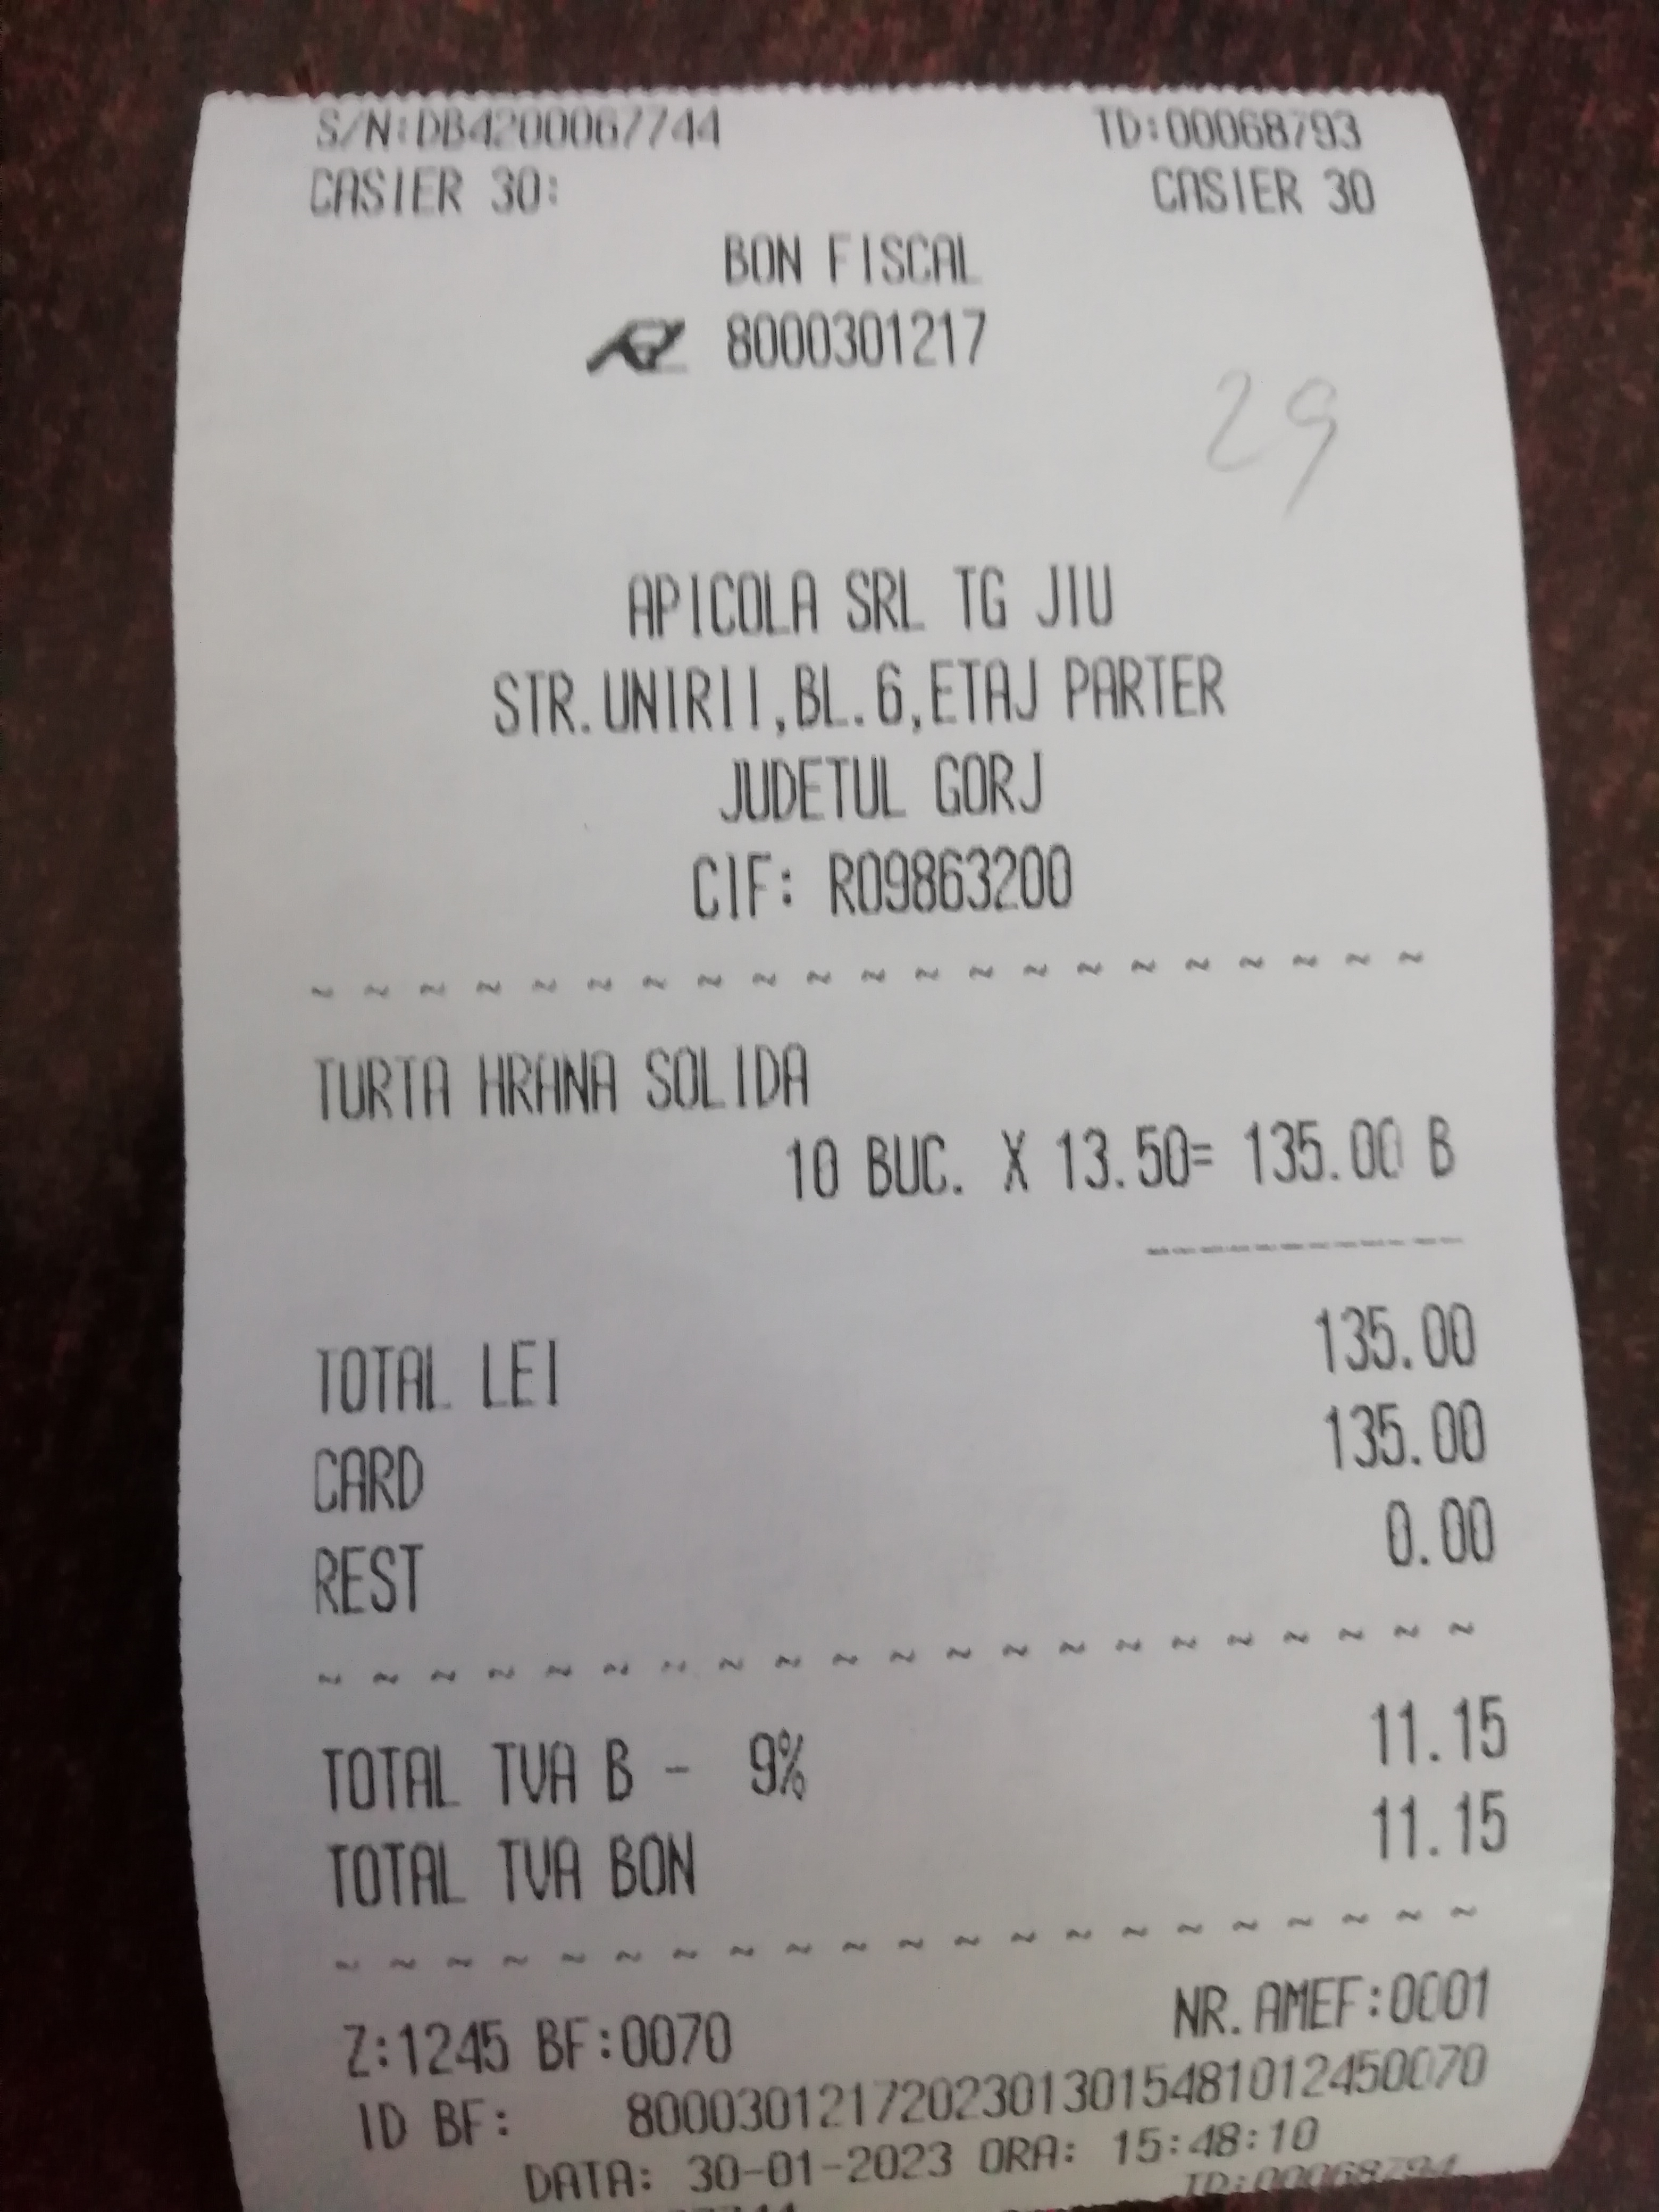 S/N:DB4200067744 TD:00068793
CASIER 30: CASIER 30
BON FISCAL
8000301217
29
APICOLA SRL TG JIU
STR.UNIRII,BL.6,ETAJ PARTER
JUDETUL GORJ
CIF: RO9863200
~ ~ ~ ~ ~ ~ ~ ~ ~ ~ ~ ~ ~ ~ ~ ~ ~ ~ ~ ~ ~
TURTA HRANA SOLIDA
10 BUC. X 13.50= 135.00 B
------------
TOTAL LEI 135.00
CARD 135.00
REST 0.00
~ ~ ~ ~ ~ ~ ~ ~ ~ ~ ~ ~ ~ ~ ~ ~ ~ ~ ~ ~ ~
TOTAL TVA B - 9% 11.15
TOTAL TVA BON 11.15
~ ~ ~ ~ ~ ~ ~ ~ ~ ~ ~ ~ ~ ~ ~ ~ ~ ~ ~ ~ ~
Z:1245 BF:0070 NR.AMEF:0001
ID BF: 80003012172023013015481012450070
DATA: 30-01-2023 ORA: 15:48:10
TD:00068794